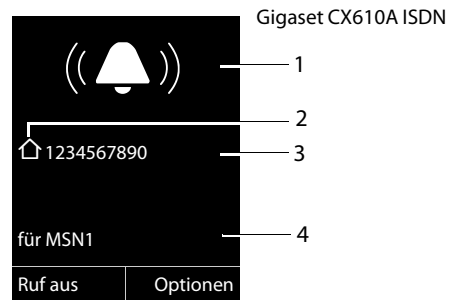 Gigaset CX610A ISDN
1
2
1234567890
3
für MSN1
4
Ruf aus
Optionen